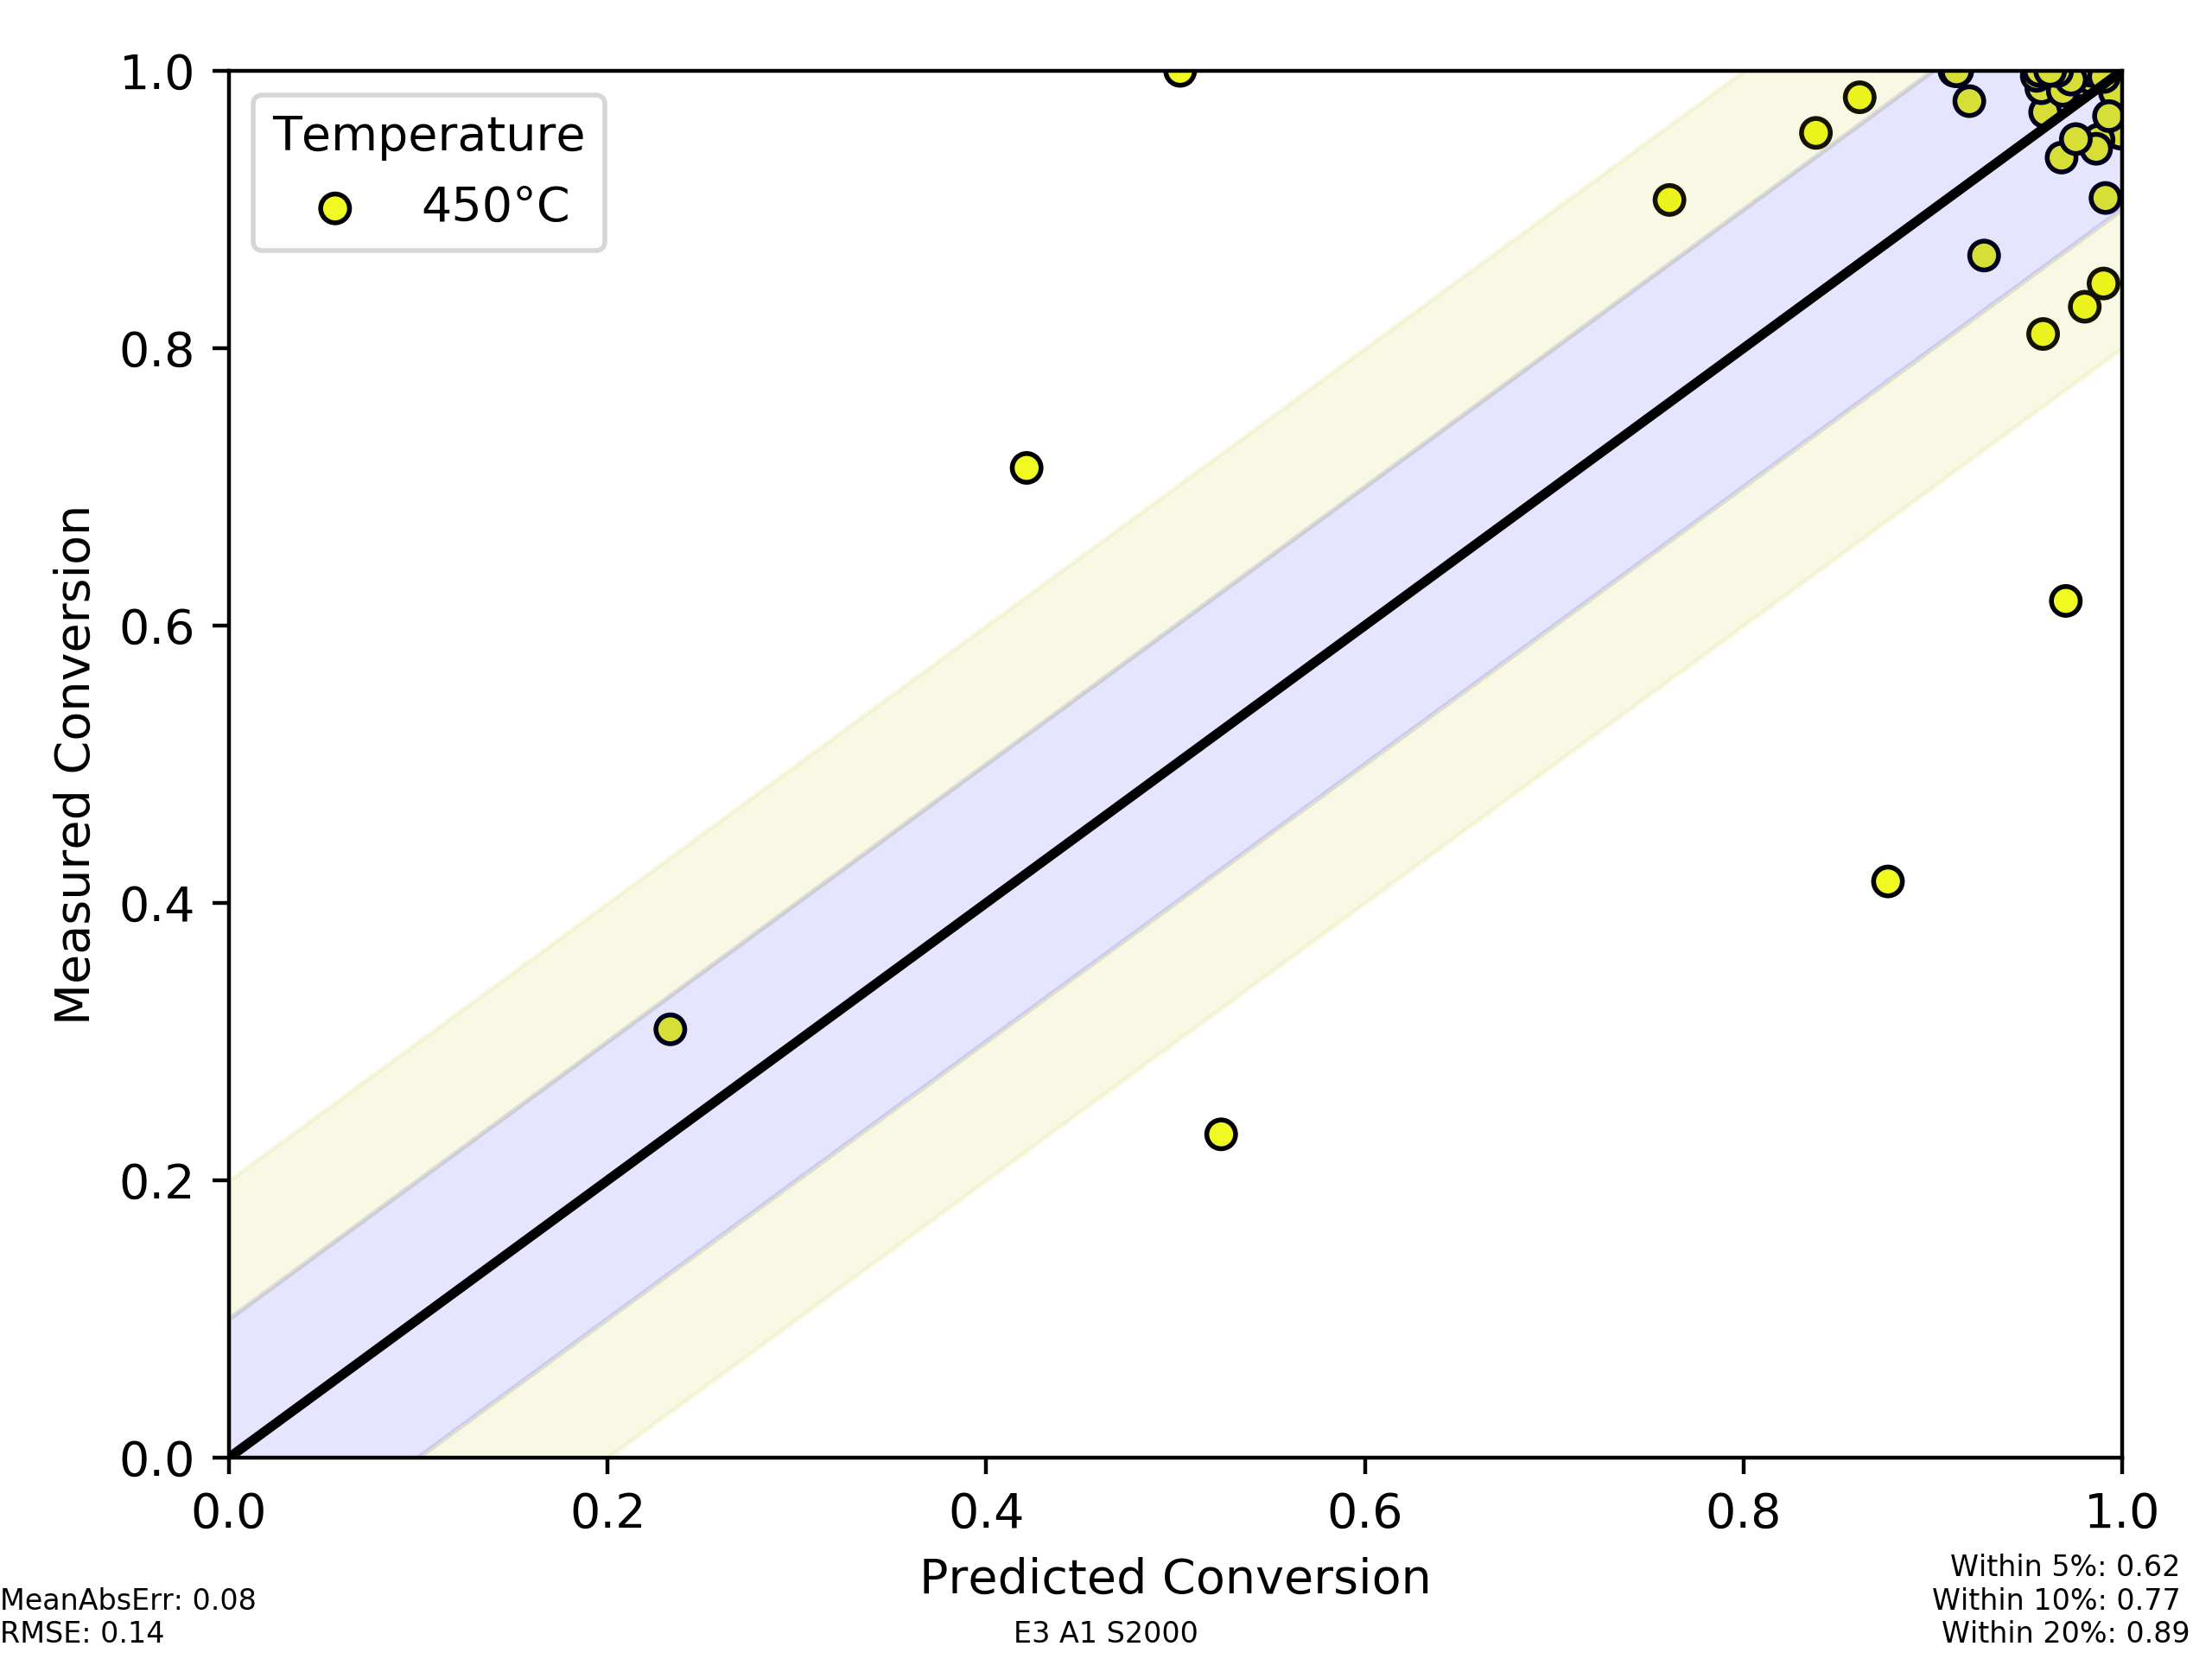 1.0
0.8
0.6
0.4
0.2
0.0
Measured Conversion
Temperature
450°C
0.0 0.2 0.4 0.6 0.8 1.0
Predicted Conversion
MeanAbsErr: 0.08
RMSE: 0.14
E3 A1 S2000
Within 5%: 0.62
Within 10%: 0.77
Within 20%: 0.89